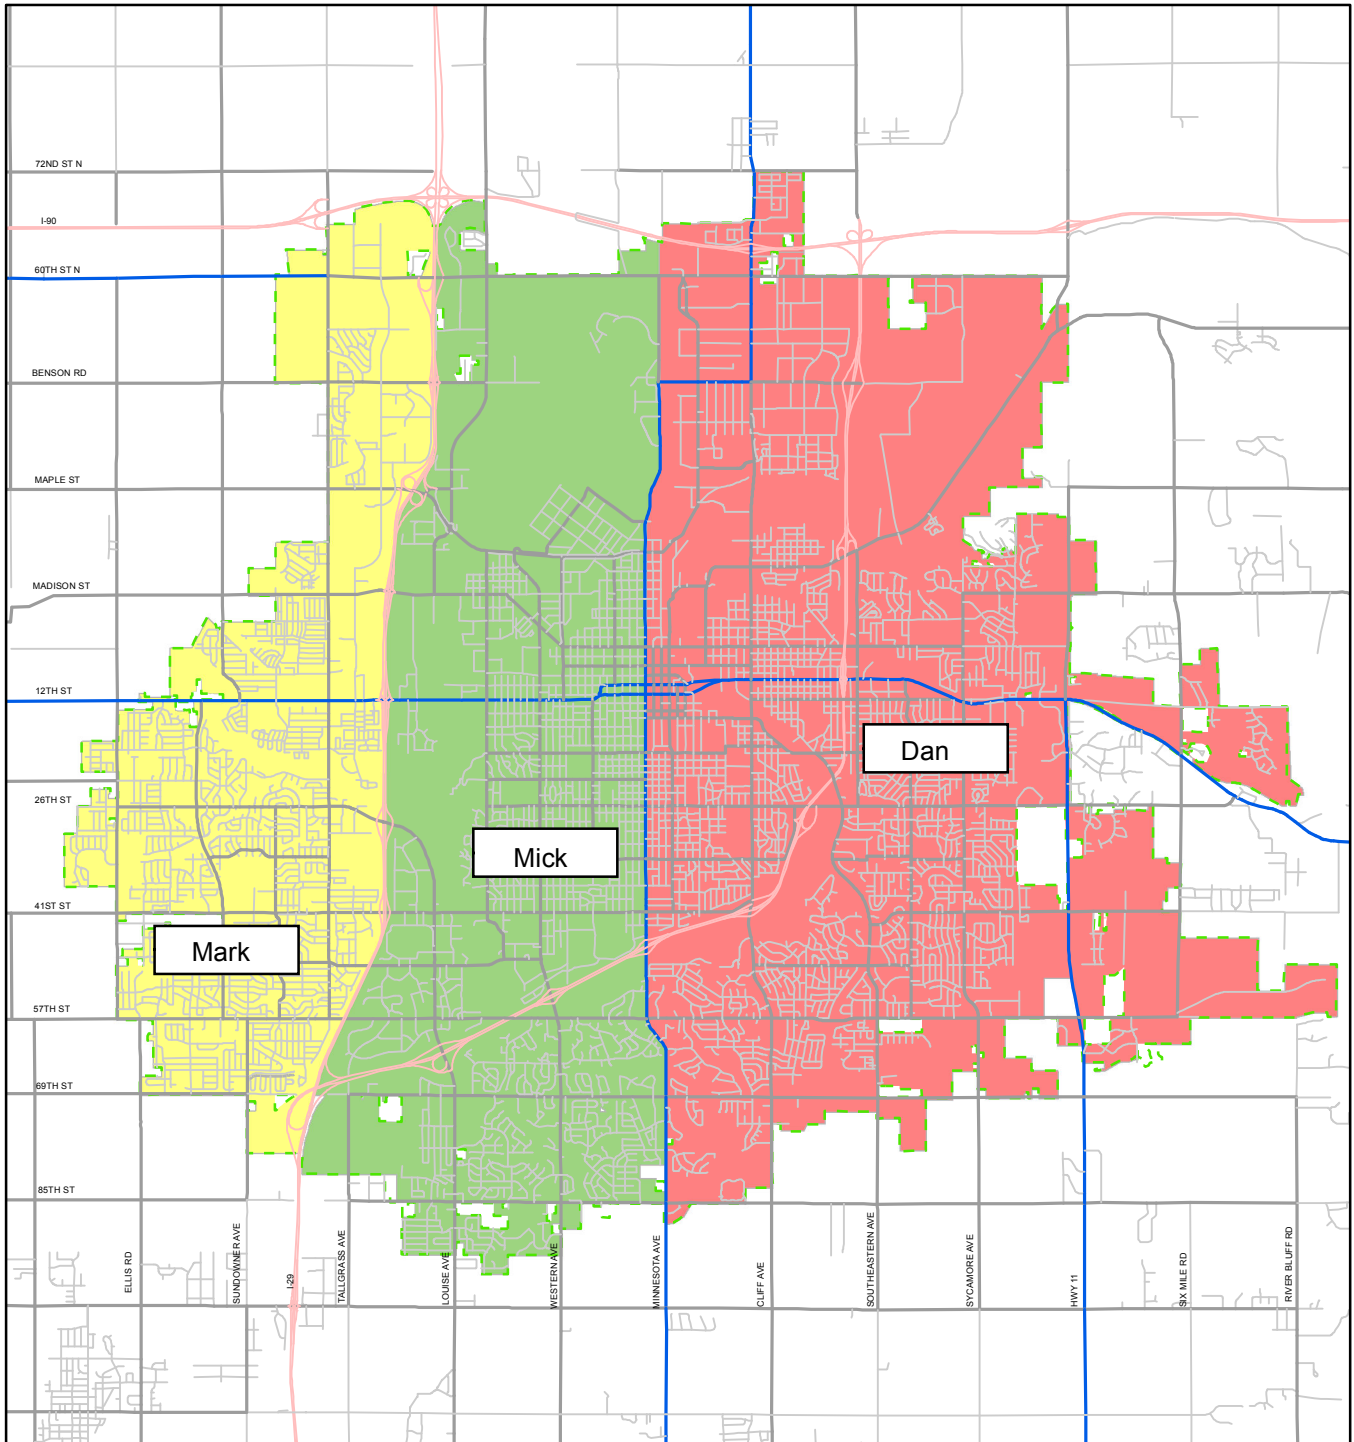 72ND ST N
I-90
60TH ST N
BENSON RD
MAPLE ST
MADISON ST
12TH ST
Dan
26TH ST
Mick
41ST ST
Mark
57TH ST
69TH ST
85TH ST
ELLIS RD
SUNDOWNER AVE
I-29
TALLGRASS AVE
LOUISE AVE
WESTERN AVE
MINNESOTA AVE
CLIFF AVE
SOUTHEASTERN AVE
SYCAMORE AVE
HWY 11
SIX MILE RD
RIVER BLUFF RD